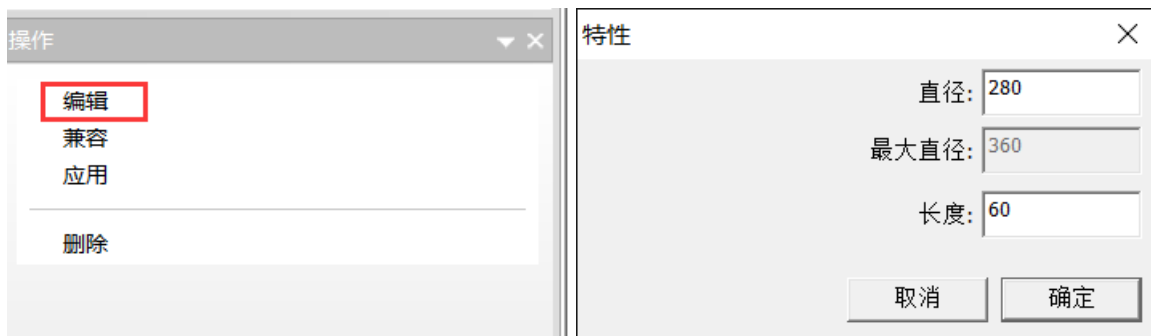 操作
编辑
兼容
应用
删除
特性
直径: 280
最大直径: 360
长度: 60
取消
确定